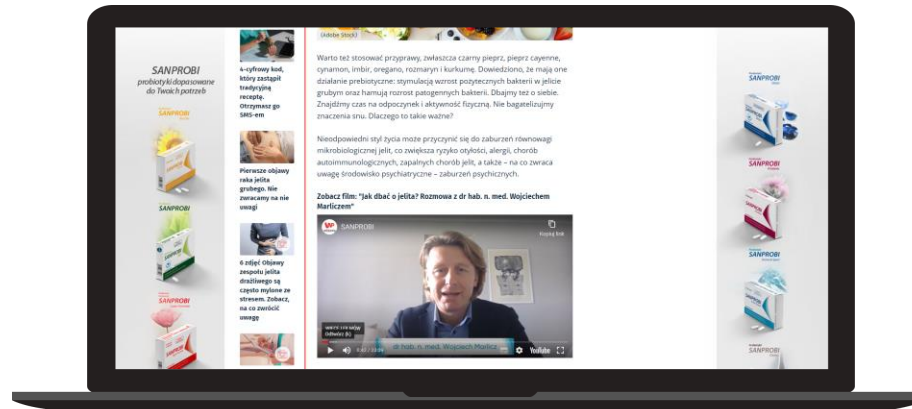 SANPROBI
probiotyki dopasowane
do Twoich potrzeb
SANPROBI
SANPROBI
SANPROBI
4-cyfrowy kod,
który zastąpił
tradycyjną
receptę.
Otrzymasz go
SMS-em
Pierwsze objawy
raka jelita
grubego. Nie
zwracamy na nie
uwagi
6 zdjęć Objawy
zespołu jelita
drażliwego są
często mylone ze
stresem. Zobacz,
na co zwrócić
uwagę
(Adobe Stock)
Warto też stosować przyprawy, zwłaszcza czarny pieprz, pieprz cayenne,
cynamon, imbir, oregano, rozmaryn i kurkumę. Dowiedziono, że mają one
działanie prebiotyczne: stymulacją wzrost pozytecznych bakterii w jelicie
grubym oraz hamują rozrost patogennych bakterii. Dbajmy też o siebie.
Znajdźmy czas na odpoczynek i aktywność fizyczną. Nie bagatelizujmy
znaczenia snu. Dlaczego to takie ważne?
Nieodpowiedni styl życia może przyczynić się do zaburzeń równowagi
mikrobiologicznej jelit, co zwiększa ryzyko otyłości, alergii, chorób
autoimmunologicznych, zapalnych chorób jelit, a także – na co zwraca
uwagę środowisko psychiatryczne – zaburzeń psychicznych.
Zobacz film: "Jak dbać o jelita? Rozmowa z dr hab. n. med. Wojciechem
Marliczem"
WP
SANPROBI
Kopiuj link
dr hab. n. med. Wojciech Marlicz
YouTube
SANPROBI
SANPROBI
SANPROBI
SANPROBI